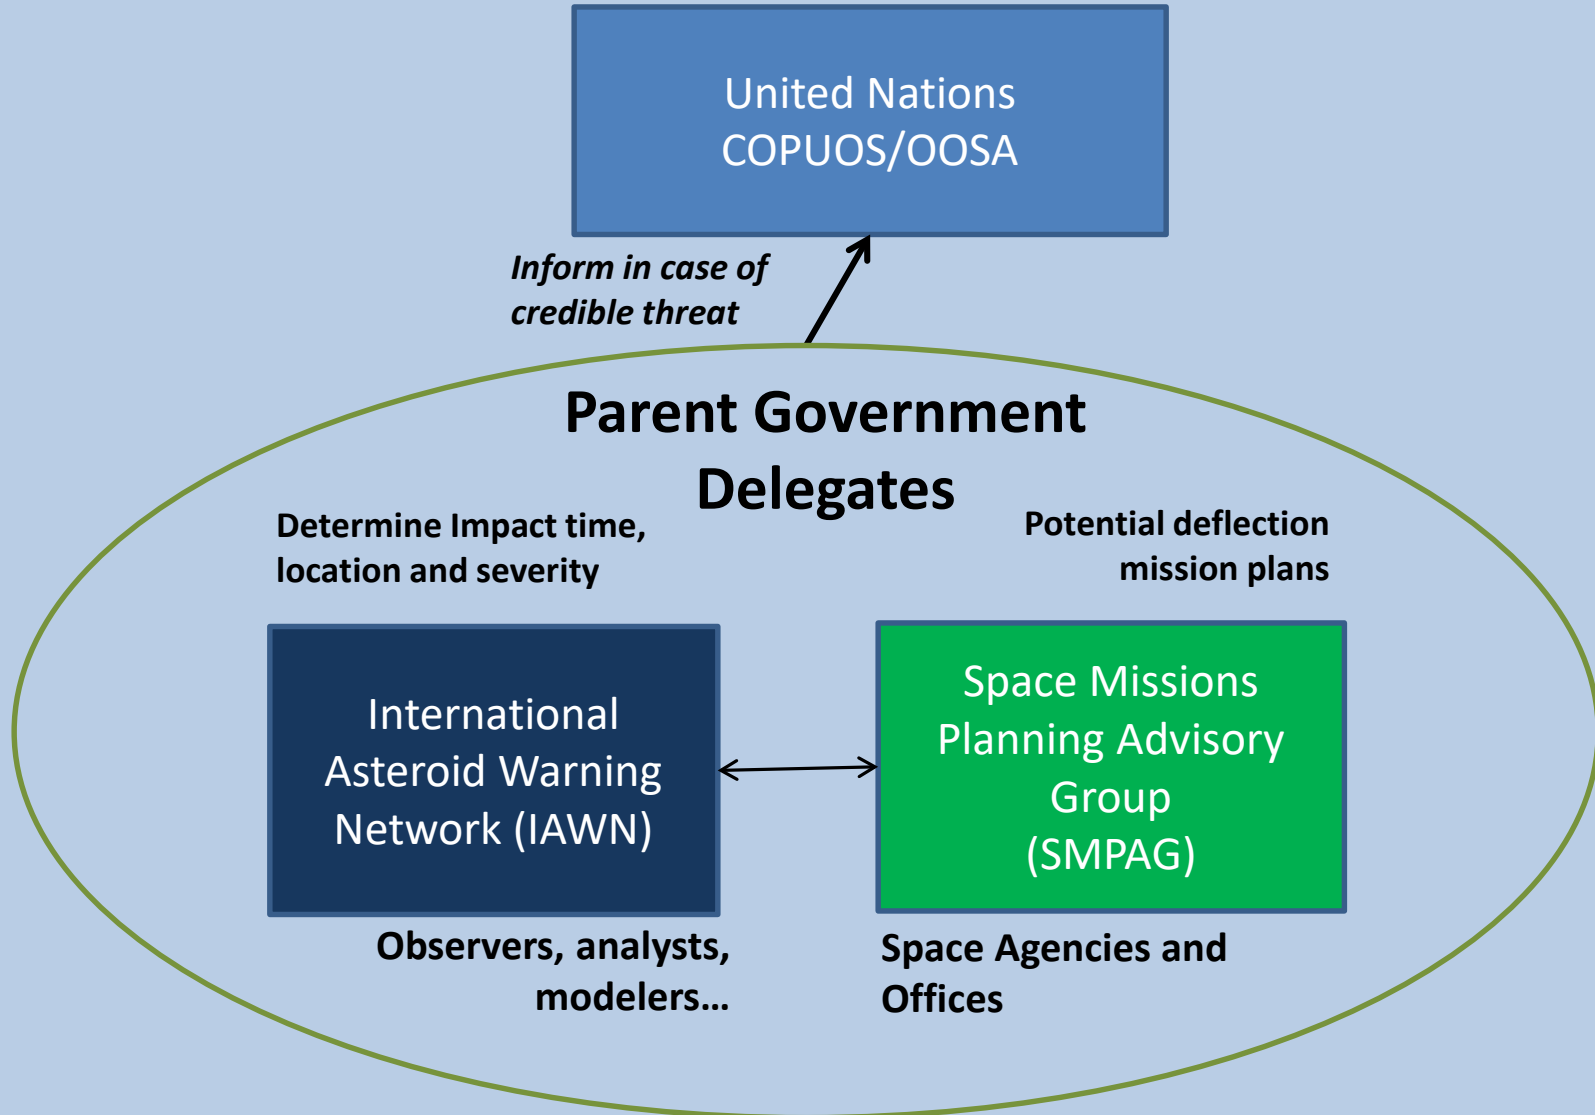 United Nations
COPUOS/OOSA
Inform in case of
credible threat
Parent Government
Delegates
Determine Impact time,
location and severity
Potential deflection
mission plans
International
Asteroid Warning
Network (IAWN)
Space Missions
Planning Advisory
Group
(SMPAG)
Observers, analysts,
modelers…
Space Agencies and
Offices